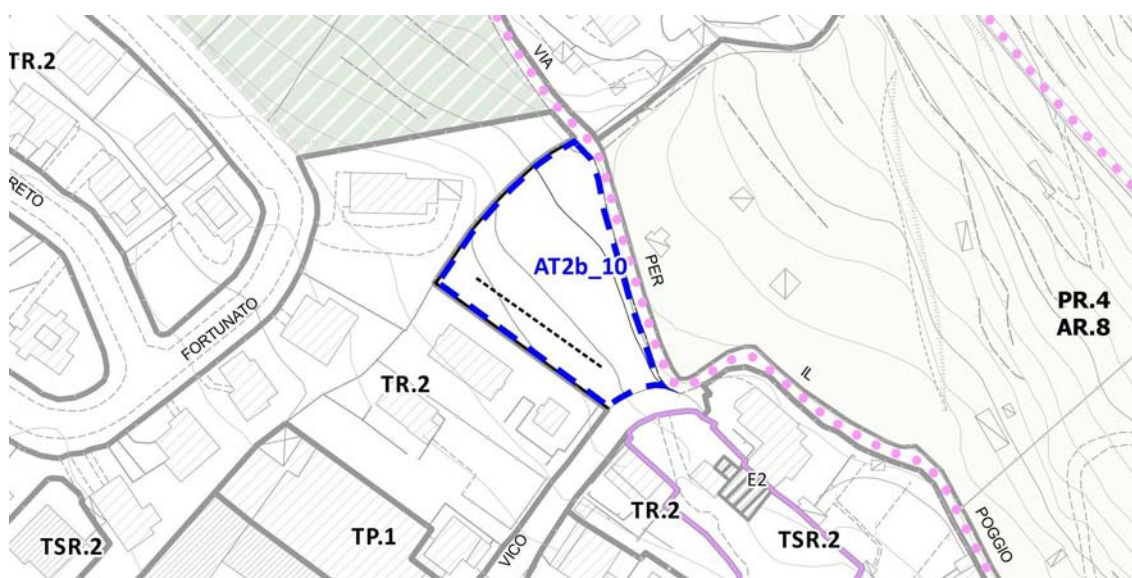 TR.2
VIA
RETO
AT2b_10
PER
FORTUNATO
PR.4
AR.8
TR.2
IL
E2
TR.2
TSR.2
TP.1
TSR.2
VICO
POGGIO